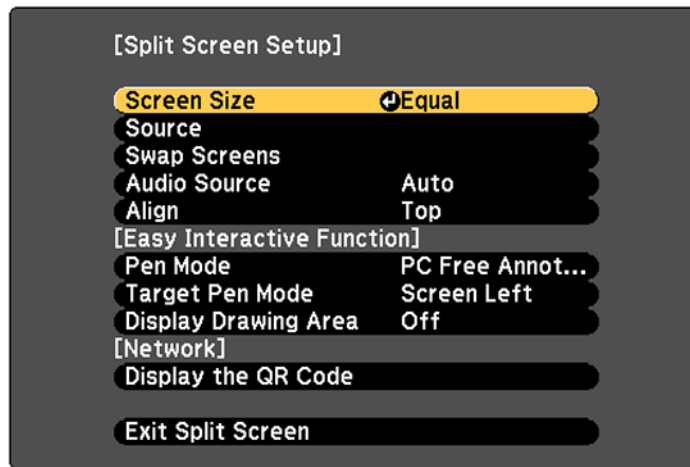 [Split Screen Setup]
Screen Size Equal
Source
Swap Screens
Audio Source Auto
Align Top
[Easy Interactive Function]
Pen Mode PC Free Annot...
Target Pen Mode Screen Left
Display Drawing Area Off
[Network]
Display the QR Code
Exit Split Screen